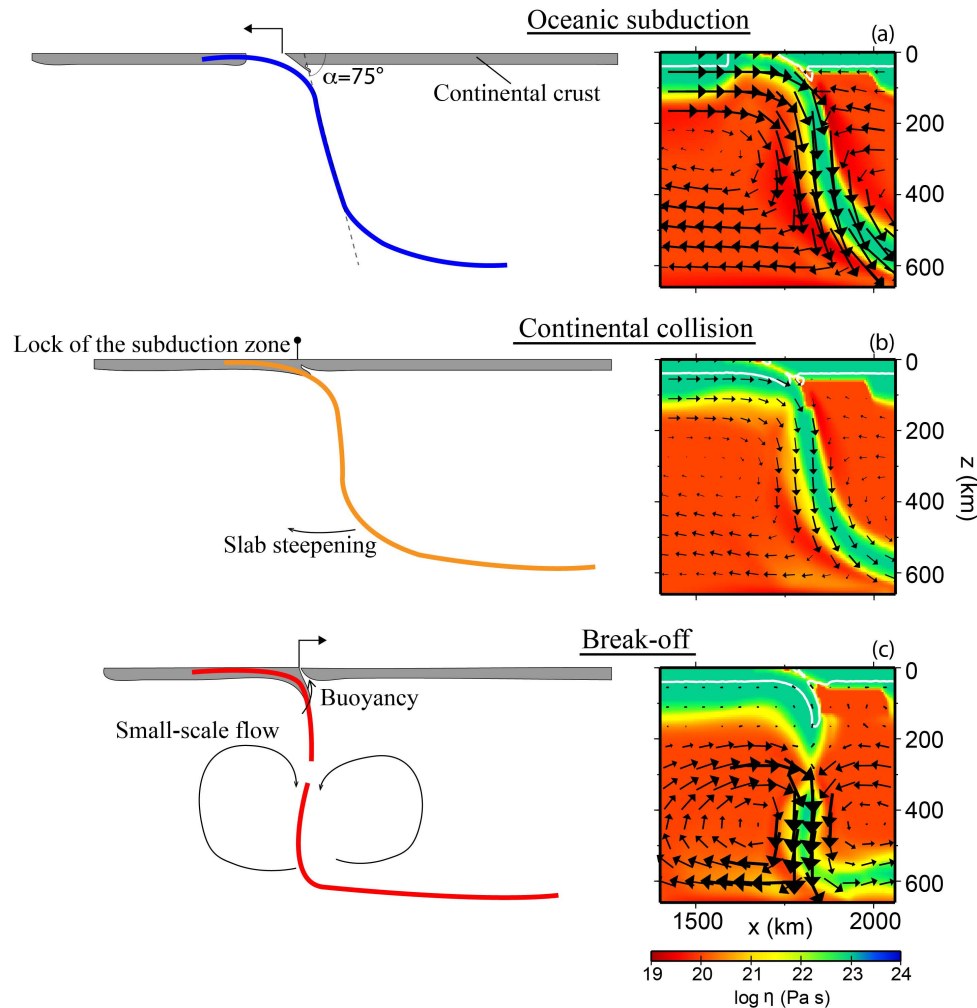 Oceanic subduction
(a)
α=75°
Continental crust
0
200
400
600
Continental collision
Lock of the subduction zone
(b)
0
200
400
600
z (km)
Slab steepening
Break-off
(c)
Buoyancy
Small-scale flow
0
200
400
600
1500
2000
x (km)
19 20 21 22 23 24
log η (Pa s)